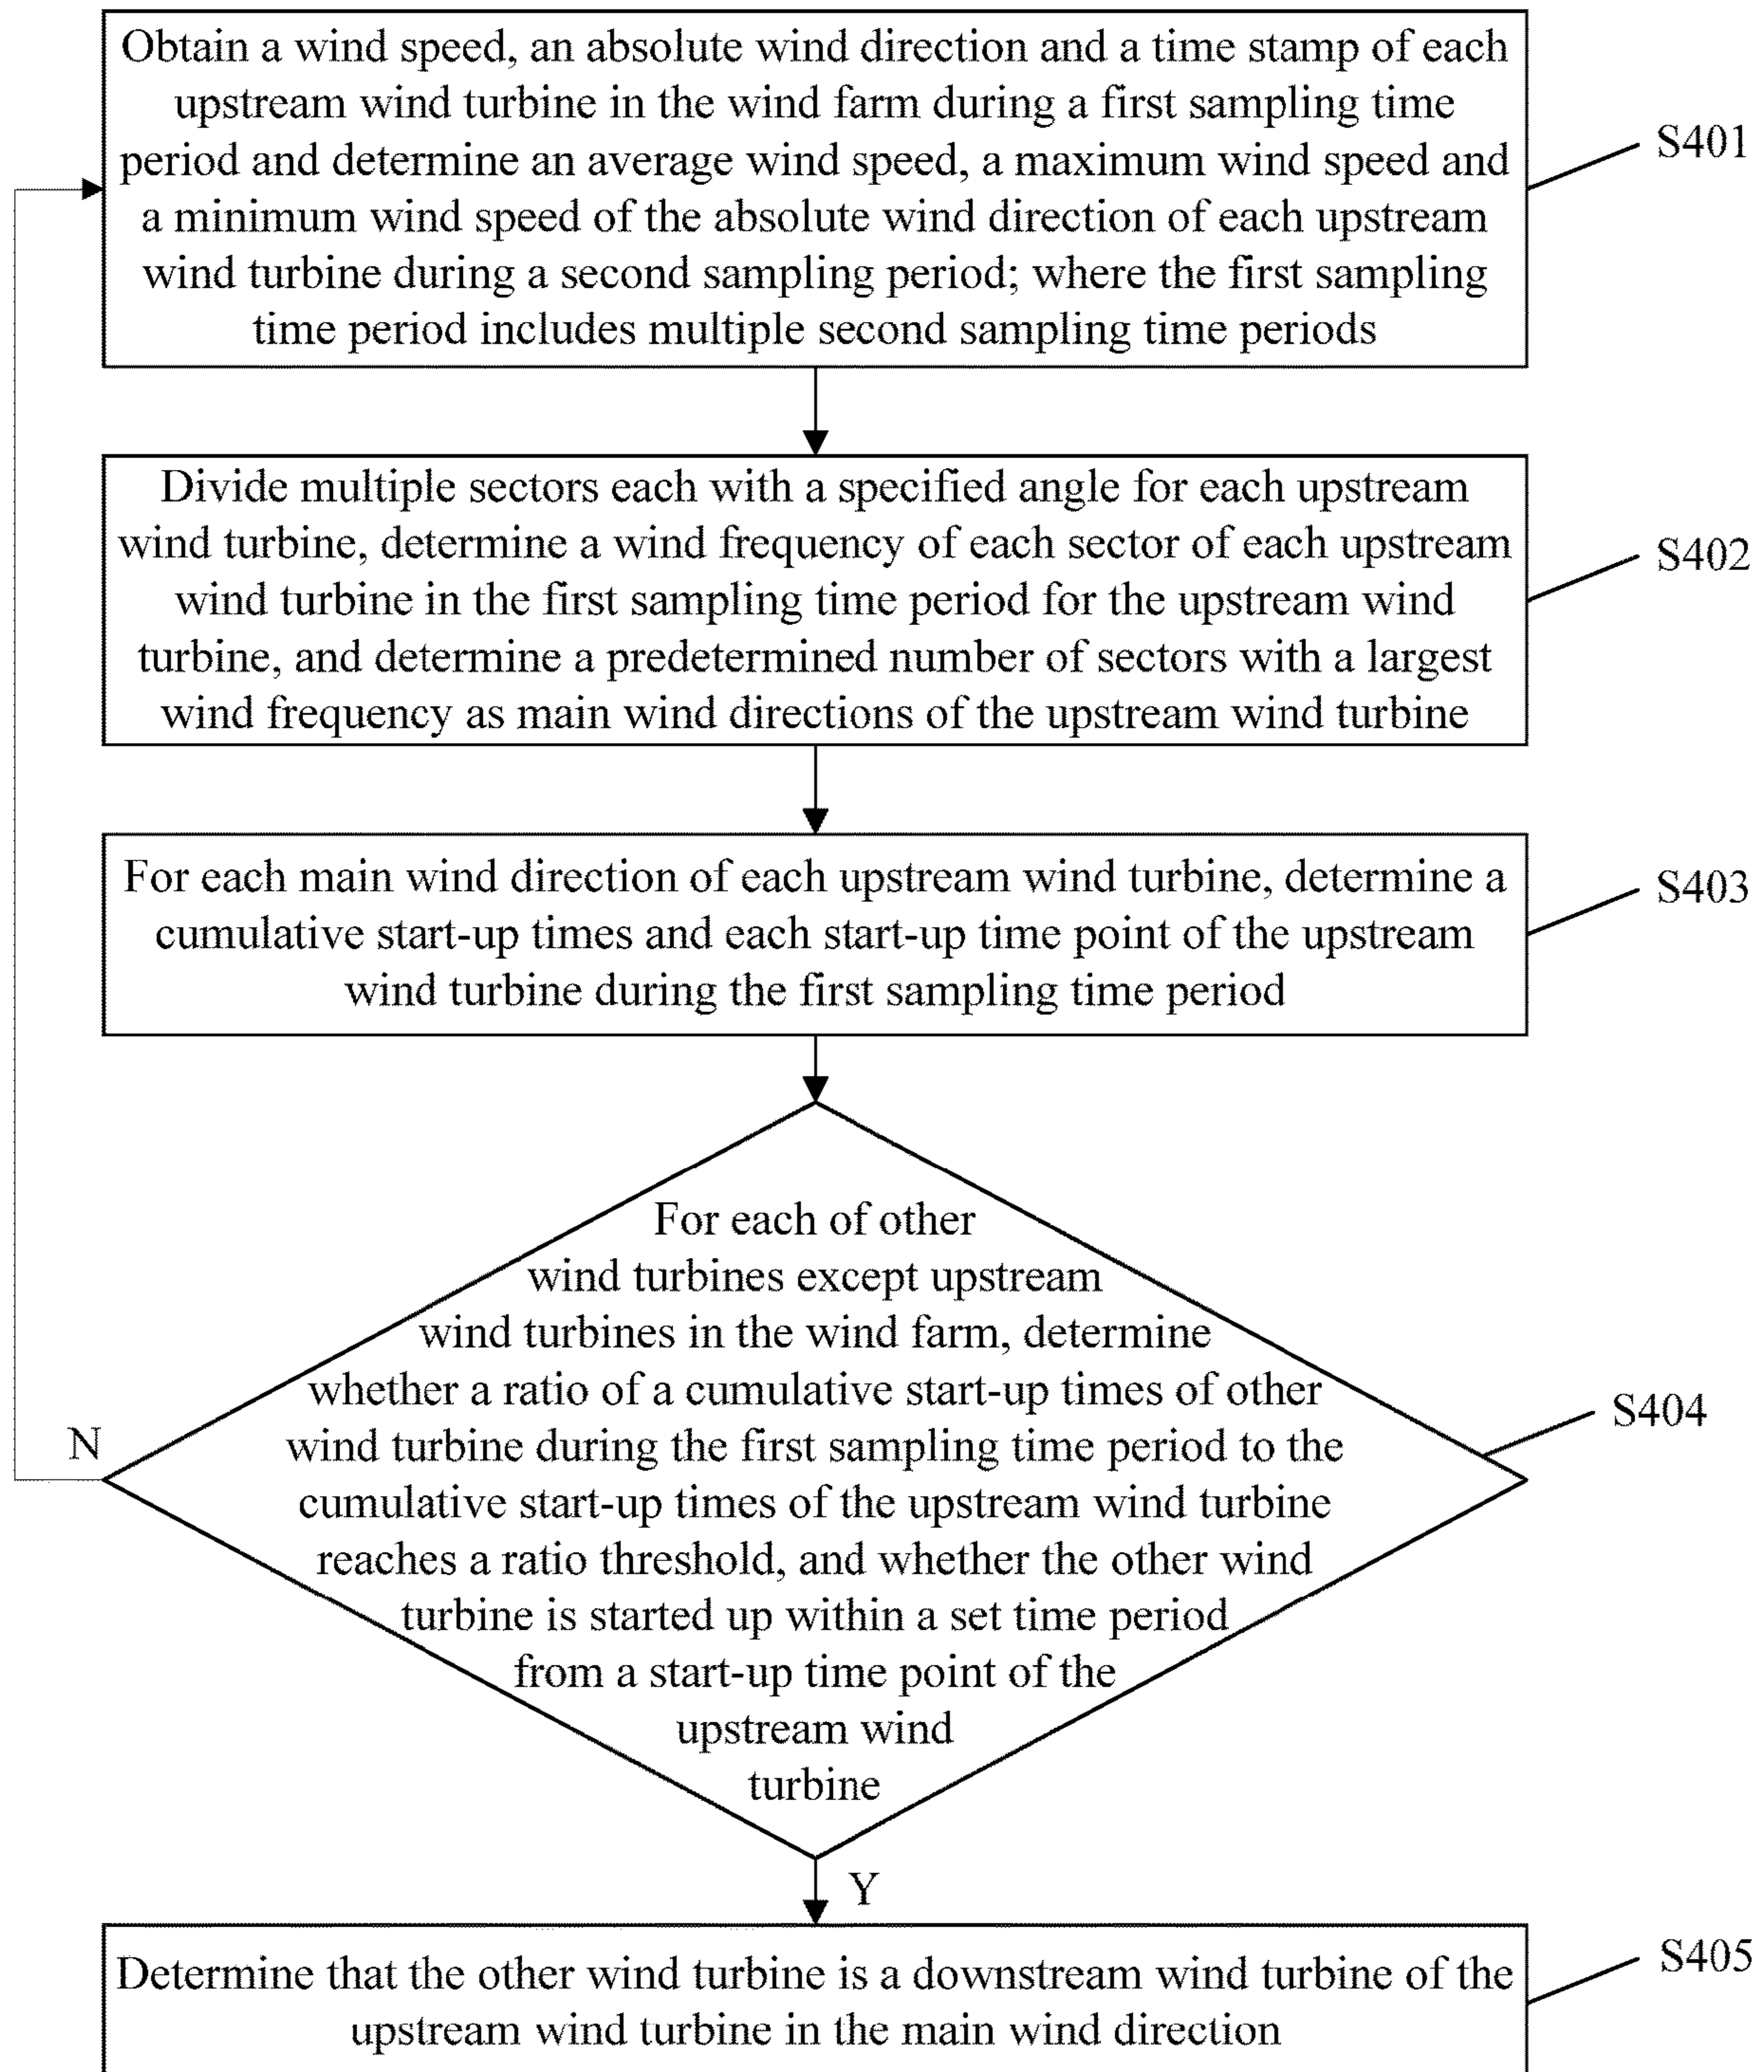 Obtain a wind speed, an absolute wind direction and a time stamp of each
upstream wind turbine in the wind farm during a first sampling time
period and determine an average wind speed, a maximum wind speed and
a minimum wind speed of the absolute wind direction of each upstream
wind turbine during a second sampling period; where the first sampling
time period includes multiple second sampling time periods
S401
Divide multiple sectors each with a specified angle for each upstream
wind turbine, determine a wind frequency of each sector of each upstream
wind turbine in the first sampling time period for the upstream wind
turbine, and determine a predetermined number of sectors with a largest
wind frequency as main wind directions of the upstream wind turbine
S402
For each main wind direction of each upstream wind turbine, determine a
cumulative start-up times and each start-up time point of the upstream
wind turbine during the first sampling time period
S403
For each of other
wind turbines except upstream
wind turbines in the wind farm, determine
whether a ratio of a cumulative start-up times of other
wind turbine during the first sampling time period to the
cumulative start-up times of the upstream wind turbine
reaches a ratio threshold, and whether the other wind
turbine is started up within a set time period
from a start-up time point of the
upstream wind
turbine
S404
N
Y
Determine that the other wind turbine is a downstream wind turbine of the
upstream wind turbine in the main wind direction
S405